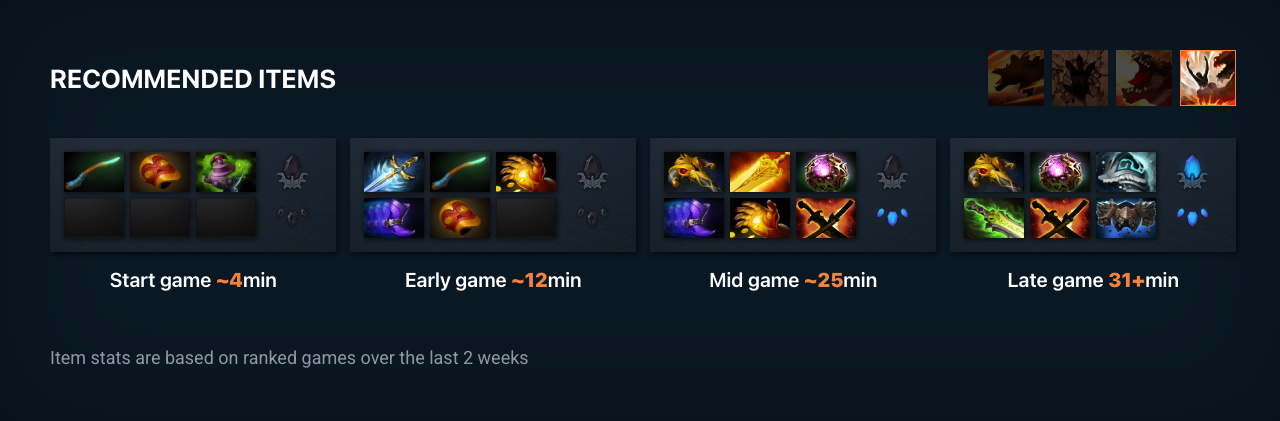 RECOMMENDED ITEMS
Start game ~4min
Early game ~12min
Mid game ~25min
Late game 31+min
Item stats are based on ranked games over the last 2 weeks